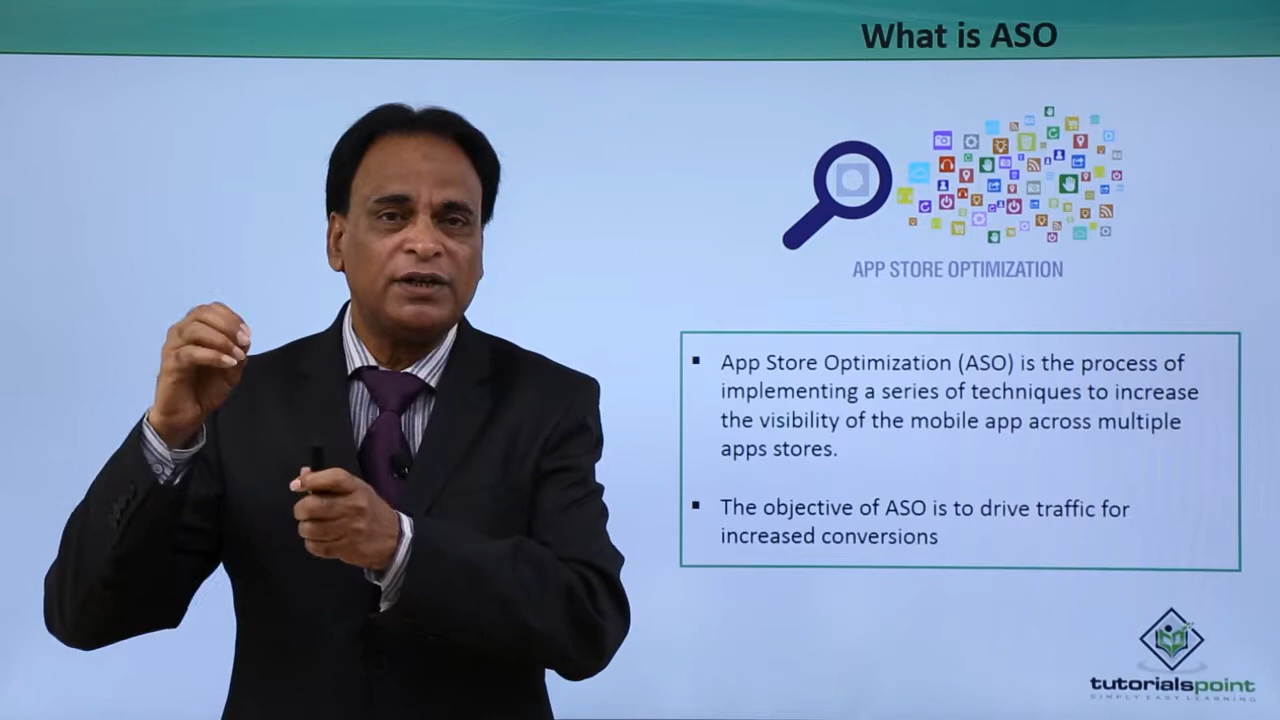 What is ASO
APP STORE OPTIMIZATION
▪ App Store Optimization (ASO) is the process of
implementing a series of techniques to increase
the visibility of the mobile app across multiple
apps stores.
▪ The objective of ASO is to drive traffic for
increased conversions
tutorialspoint
SIMPLY EASY LEARNING